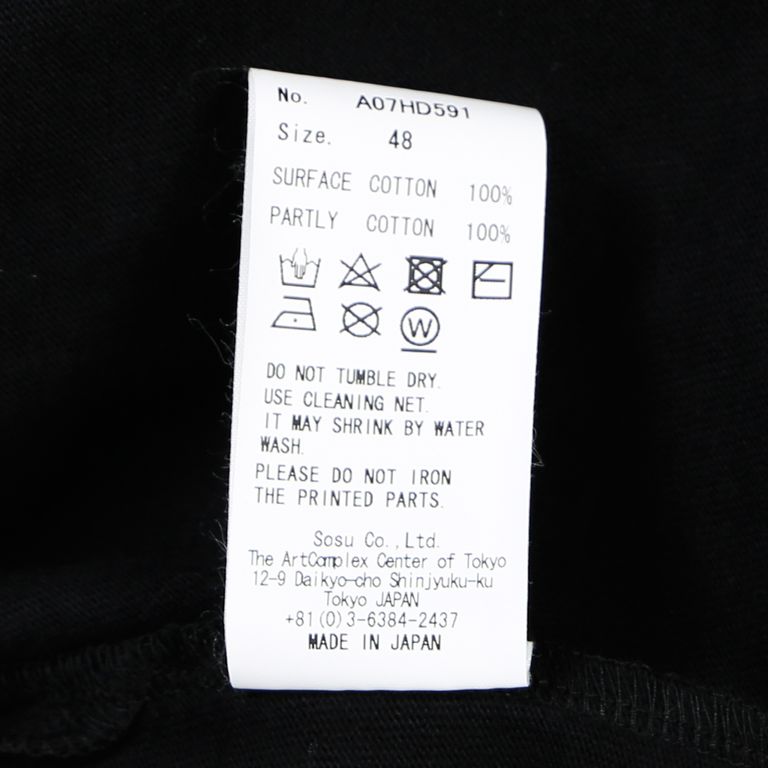 No. A07HD591
Size. 48
SURFACE COTTON 100%
PARTLY COTTON 100%
W
DO NOT TUMBLE DRY.
USE CLEANING NET.
IT MAY SHRINK BY WATER
WASH.
PLEASE DO NOT IRON
THE PRINTED PARTS.
Sosu Co.,Ltd.
The ArtComplex Center of Tokyo
12-9 Daikyo-cho Shinjyuku-ku
Tokyo JAPAN
+81(0)3-6384-2437
MADE IN JAPAN